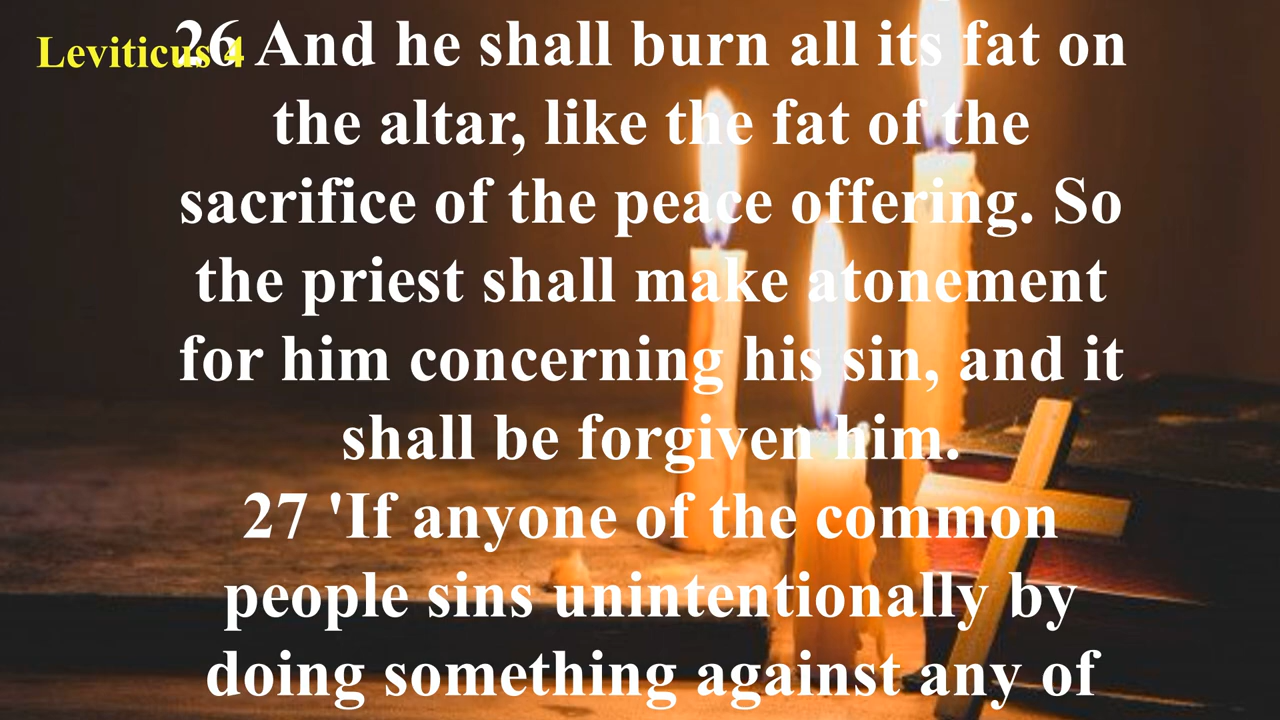 Leviticus 4
26 And he shall burn all its fat on
the altar, like the fat of the
sacrifice of the peace offering. So
the priest shall make atonement
for him concerning his sin, and it
shall be forgiven him.
27 'If anyone of the common
people sins unintentionally by
doing something against any of